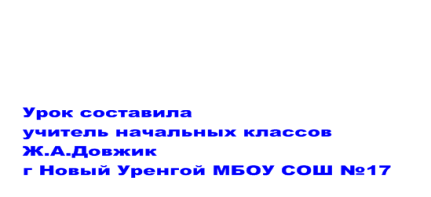 Урок составила
учитель начальных классов
Ж.А.Довжик
г Новый Уренгой МБОУ СОШ №17